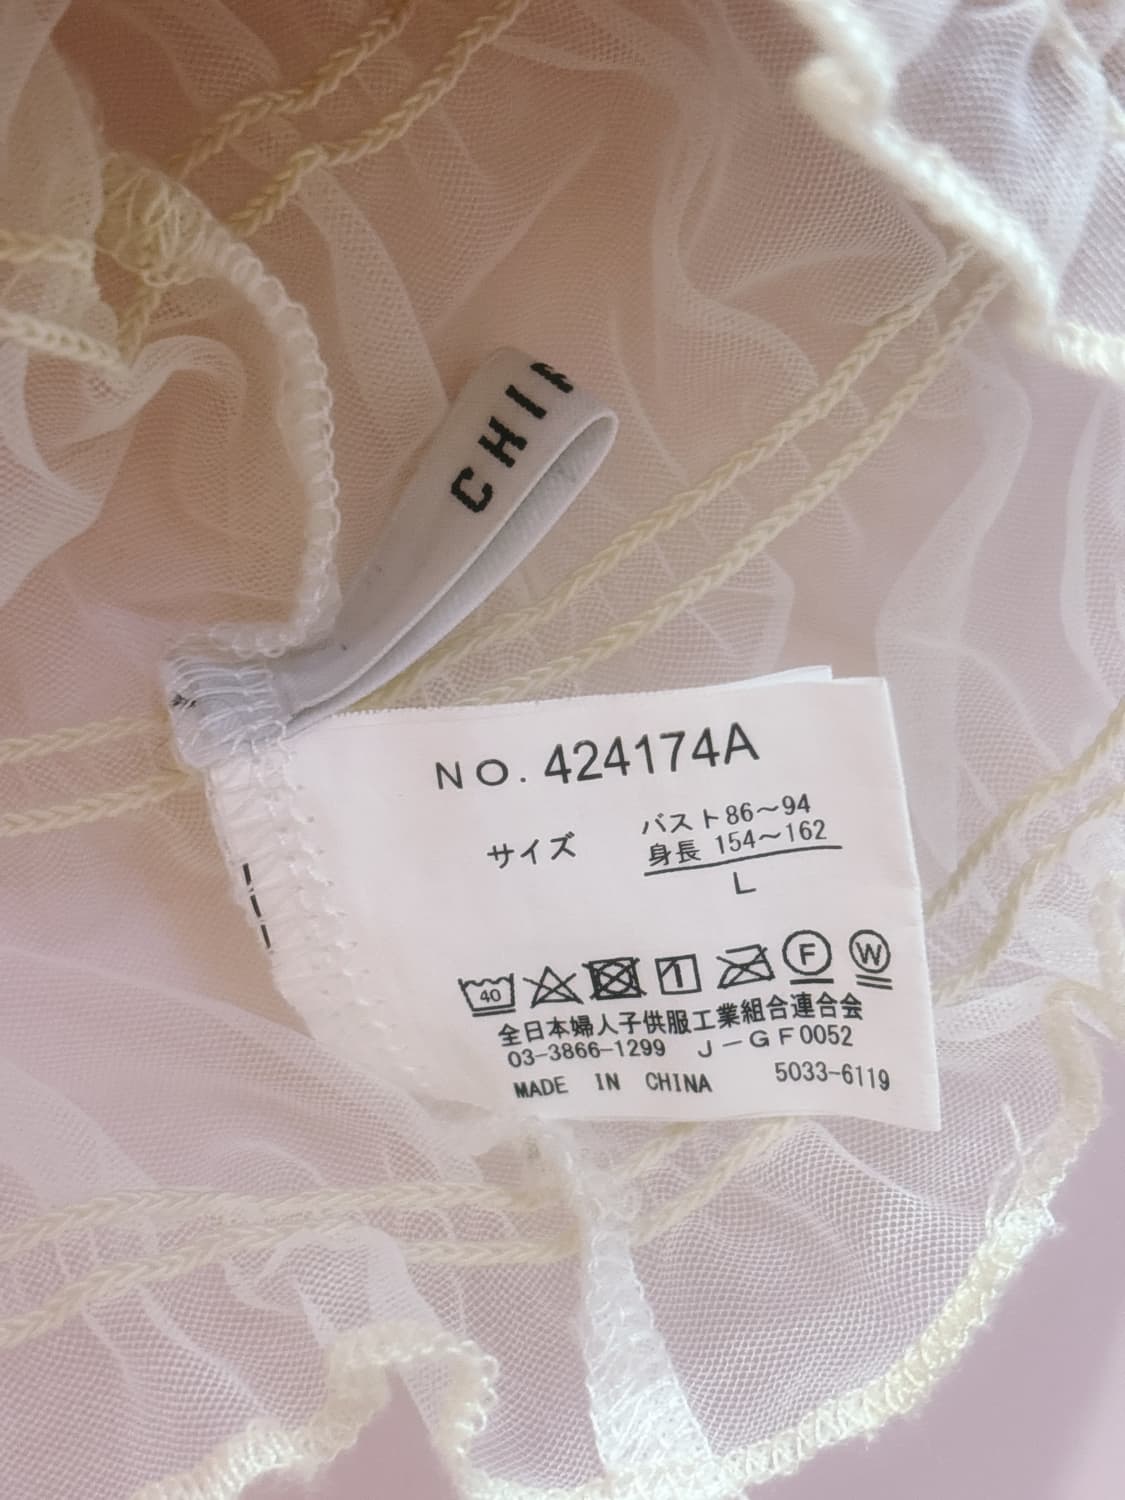 CHI
NO. 424174A
サイズ
バスト86～94
身長 154～162
L
40 1 F W
全日本婦人子供服工業組合連合会
03-3866-1299 J－GF0052
MADE IN CHINA 5033-6119